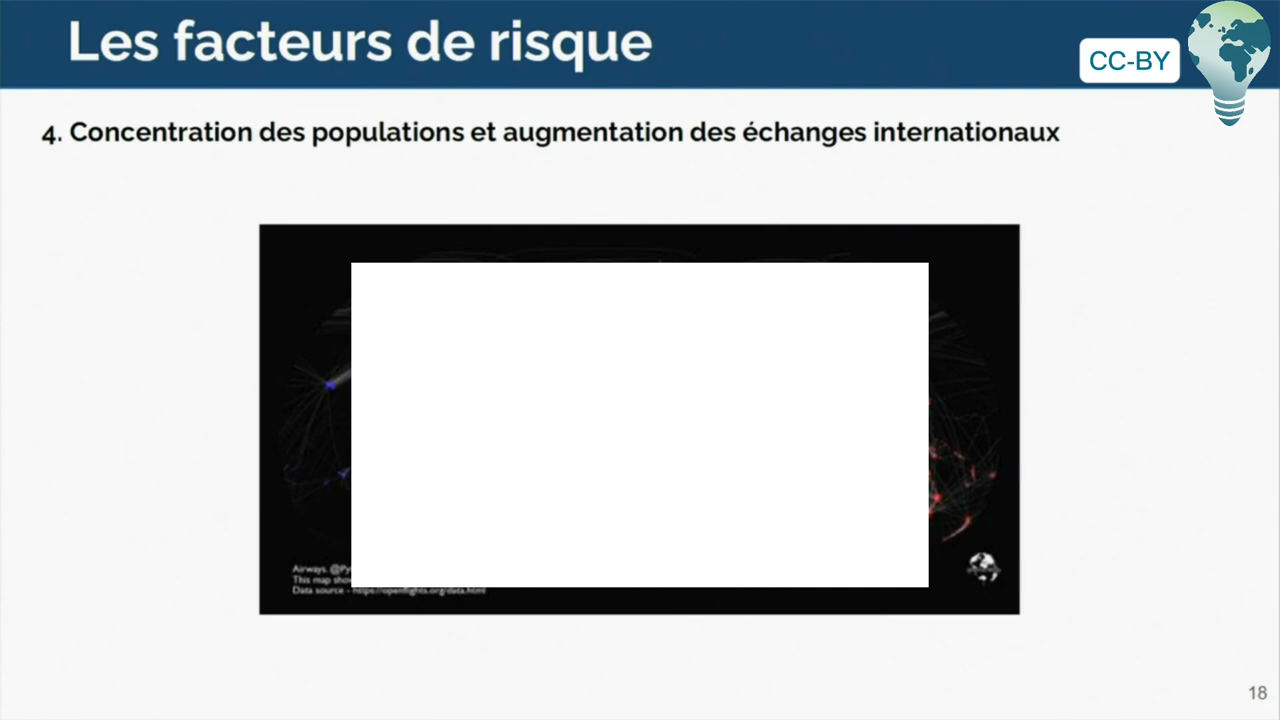 Les facteurs de risque
CC-BY
4. Concentration des populations et augmentation des échanges internationaux
Airways. @Py
This map sho
Data source - https://openflights.org/data.html
18